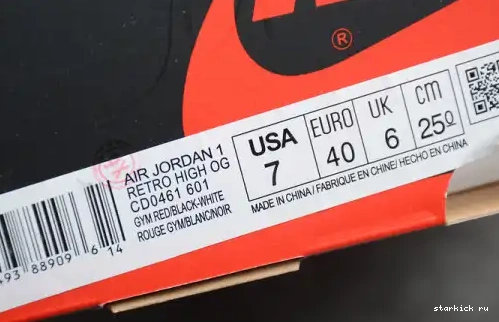 ®
AIR JORDAN 1
RETRO HIGH OG
CD0461 601
GYM RED/BLACK-WHITE
ROUGE GYM/BLANC/NOIR
USA
7
EURO
40
UK
6
cm
25
MADE IN CHINA / FABRIQUE EN CHINE/ HECHO EN CHINA
493 88909 6 14
starkick ru